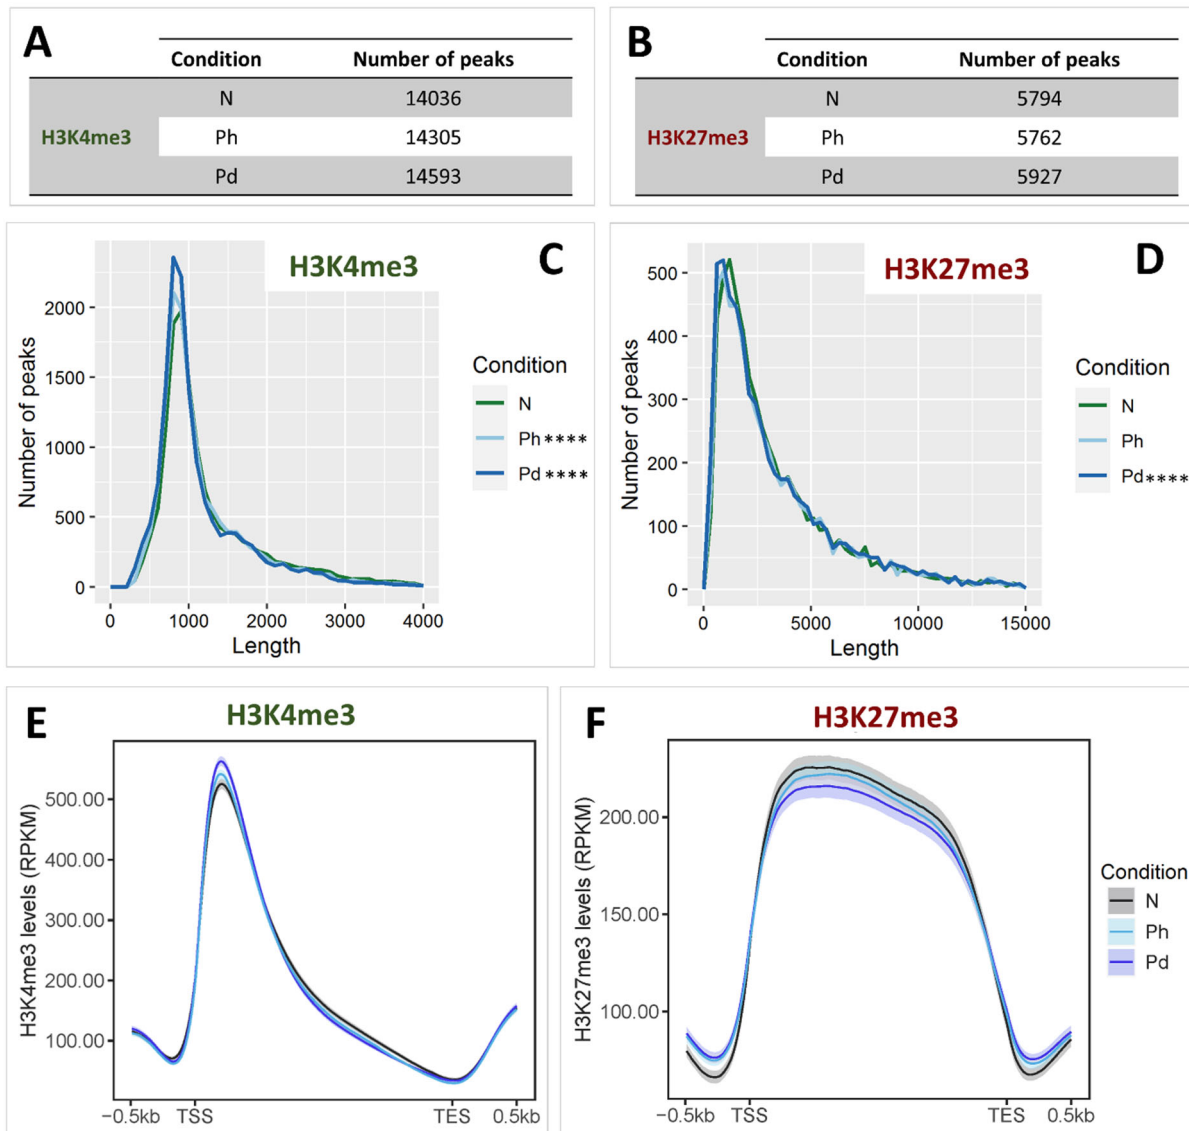 A
Condition Number of peaks
H3K4me3
N 14036
Ph 14305
Pd 14593
B
Condition Number of peaks
H3K27me3
N 5794
Ph 5762
Pd 5927
C
H3K4me3
Number of peaks
2000
1500
1000
500
0
0 1000 2000 3000 4000
Length
Condition
N
Ph ****
Pd ****
D
H3K27me3
Number of peaks
500
400
300
200
100
0
0 5000 10000 15000
Length
Condition
N
Ph
Pd ****
E
H3K4me3
H3K4me3 levels (RPKM)
500.00
400.00
300.00
200.00
100.00
−0.5kb TSS TES 0.5kb
F
H3K27me3
H3K27me3 levels (RPKM)
200.00
150.00
100.00
−0.5kb TSS TES 0.5kb
Condition
N
Ph
Pd